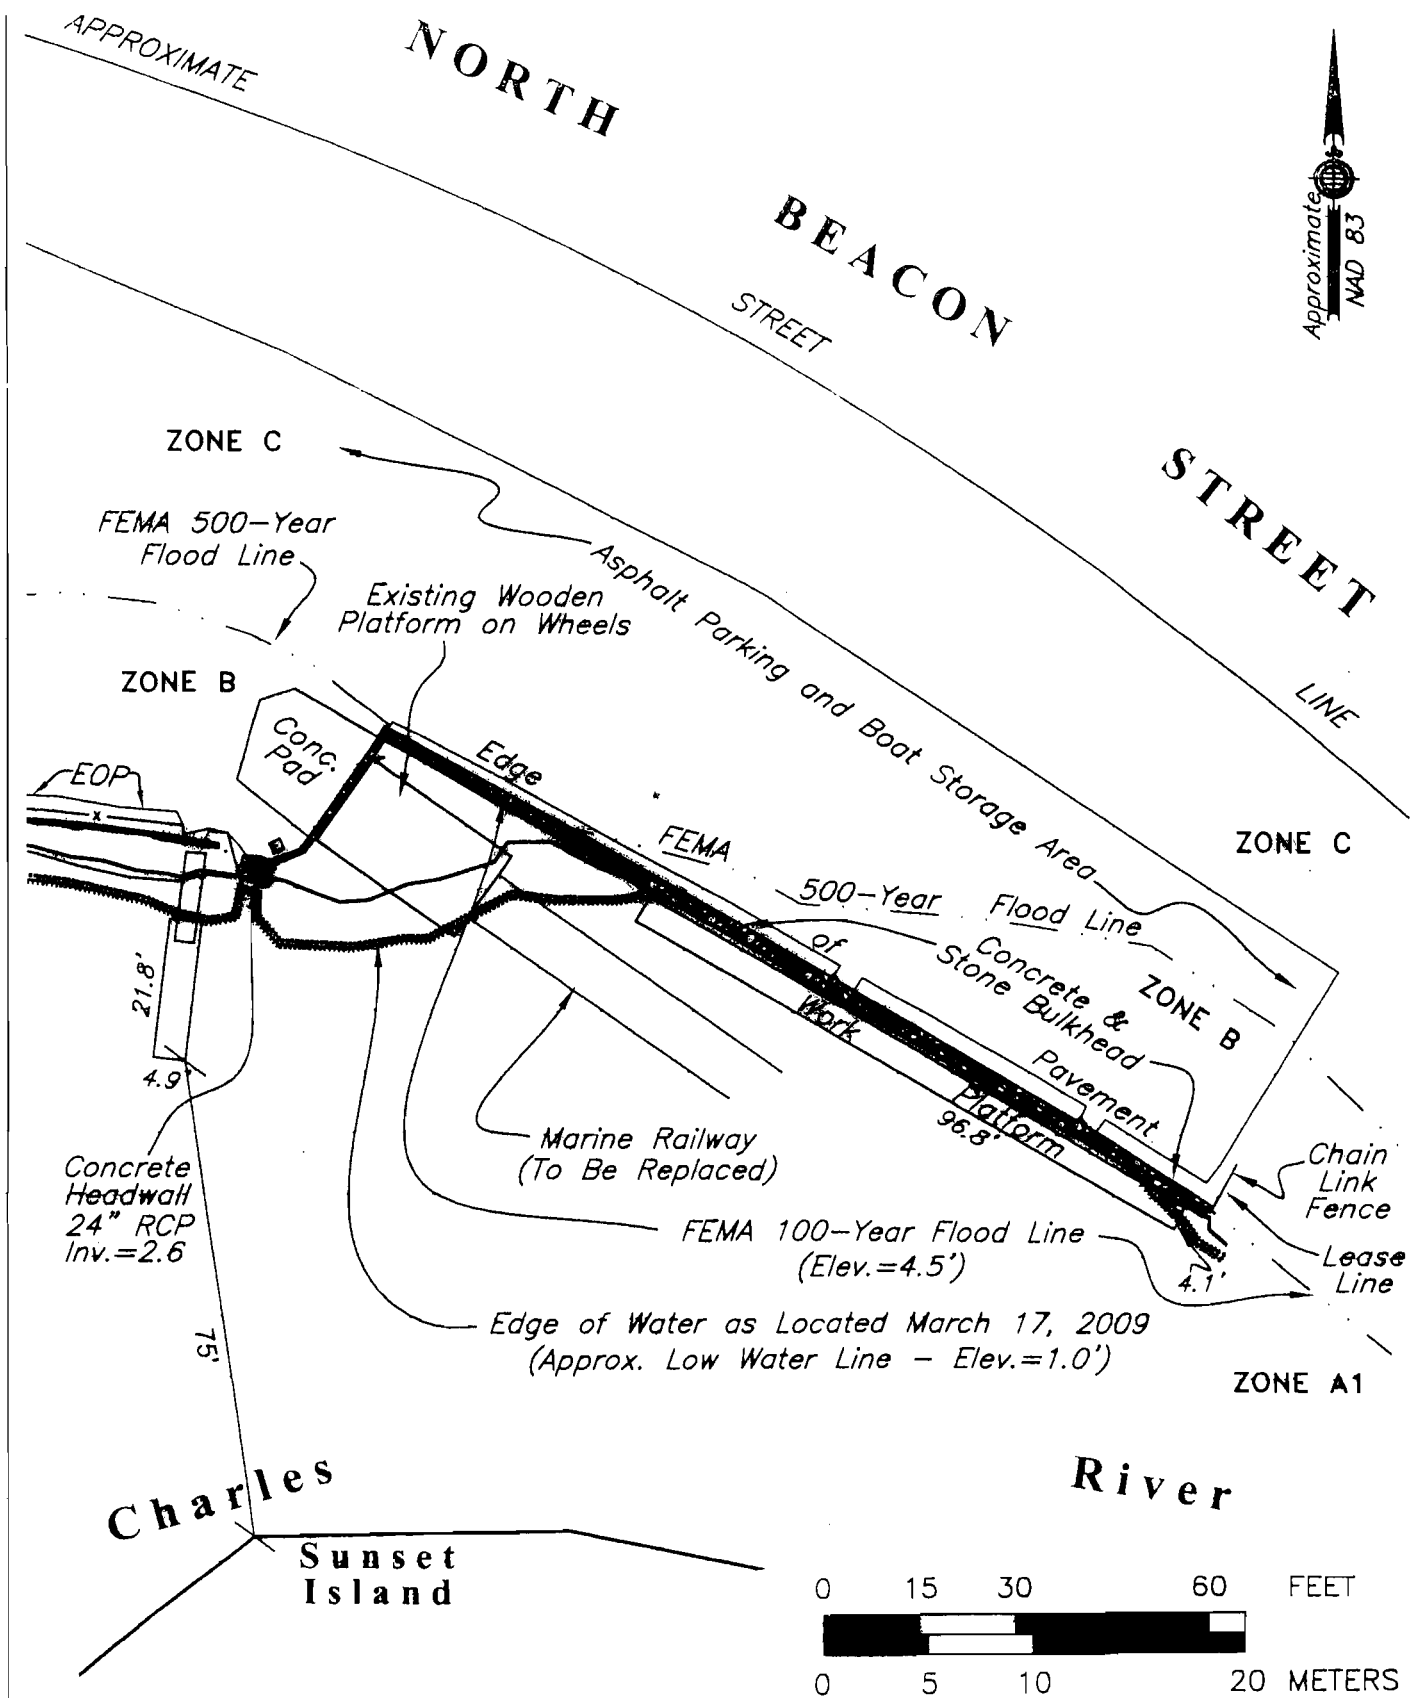 APPROXIMATE
NORTH
BEACON
STREET
STREET
LINE
Approximate
NAD 83
ZONE C
FEMA 500-Year
Flood Line
Existing Wooden
Platform on Wheels
Asphalt Parking and Boat Storage Area
ZONE B
Conc.
Pad
EOP
x
Edge
of
Pavement
FEMA
500-Year
Flood Line
ZONE C
Concrete &
Stone Bulkhead
ZONE B
Work
Platform
96.8'
21.8'
4.9'
Marine Railway
(To Be Replaced)
Concrete
Headwall
24" RCP
Inv.=2.6
Chain
Link
Fence
FEMA 100-Year Flood Line
(Elev.=4.5')
4.1'
Lease
Line
Edge of Water as Located March 17, 2009
(Approx. Low Water Line - Elev.=1.0')
75'
ZONE A1
Charles
River
Sunset
Island
0 15 30 60 FEET
0 5 10 20 METERS